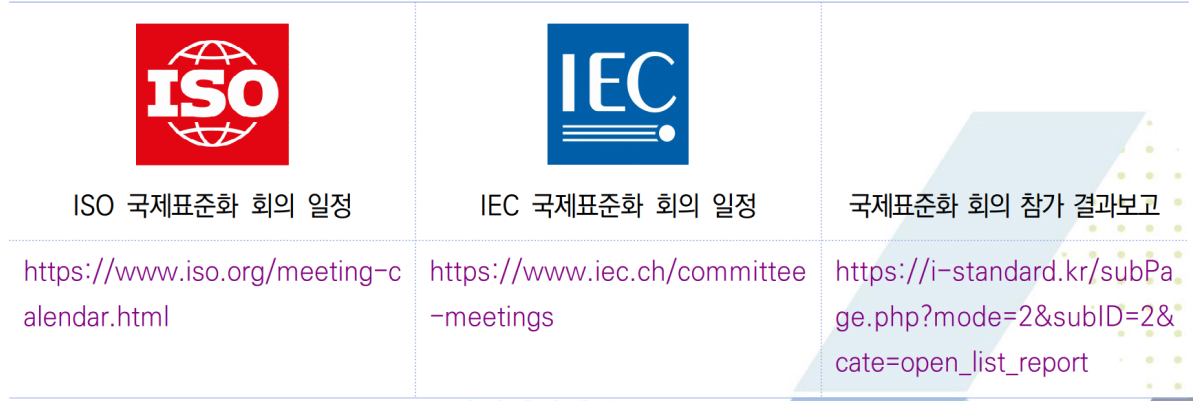 ISO
IEC
ISO 국제표준화 회의 일정
IEC 국제표준화 회의 일정
국제표준화 회의 참가 결과보고
https://www.iso.org/meeting-c
alendar.html
https://www.iec.ch/committee
-meetings
https://i-standard.kr/subPa
ge.php?mode=2&subID=2&
cate=open_list_report